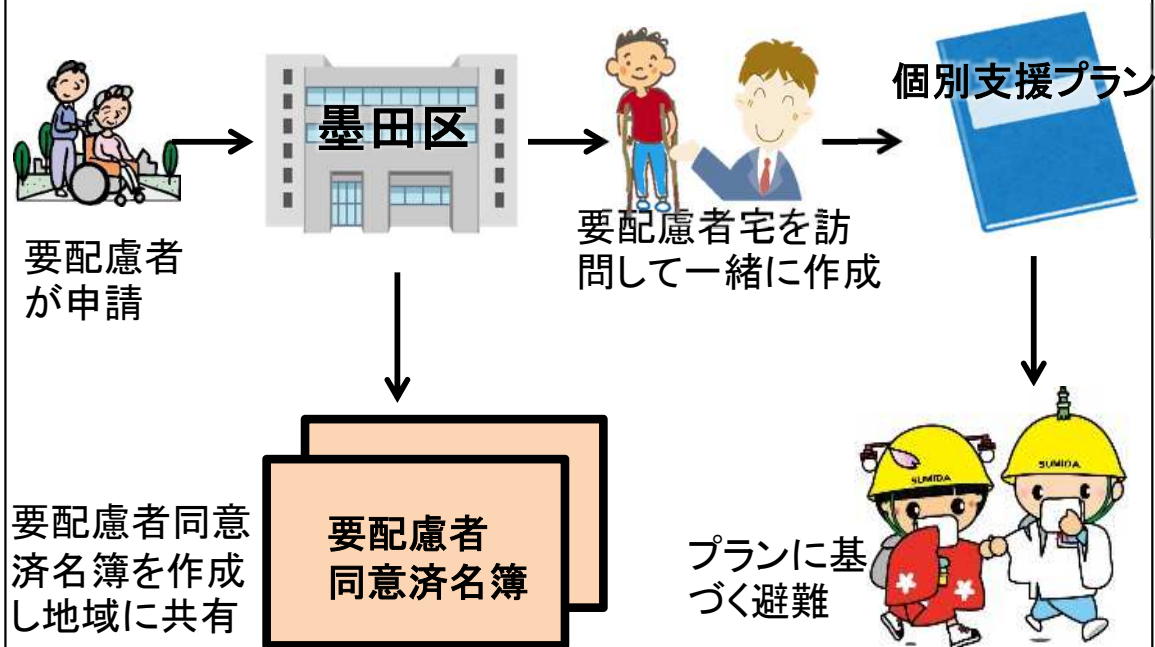 墨田区
個別支援プラン
要配慮者
が申請
要配慮者宅を訪
問して一緒に作成
要配慮者同意
済名簿を作成
し地域に共有
要配慮者
同意済名簿
プランに基
づく避難
SUMIDA
SUMIDA